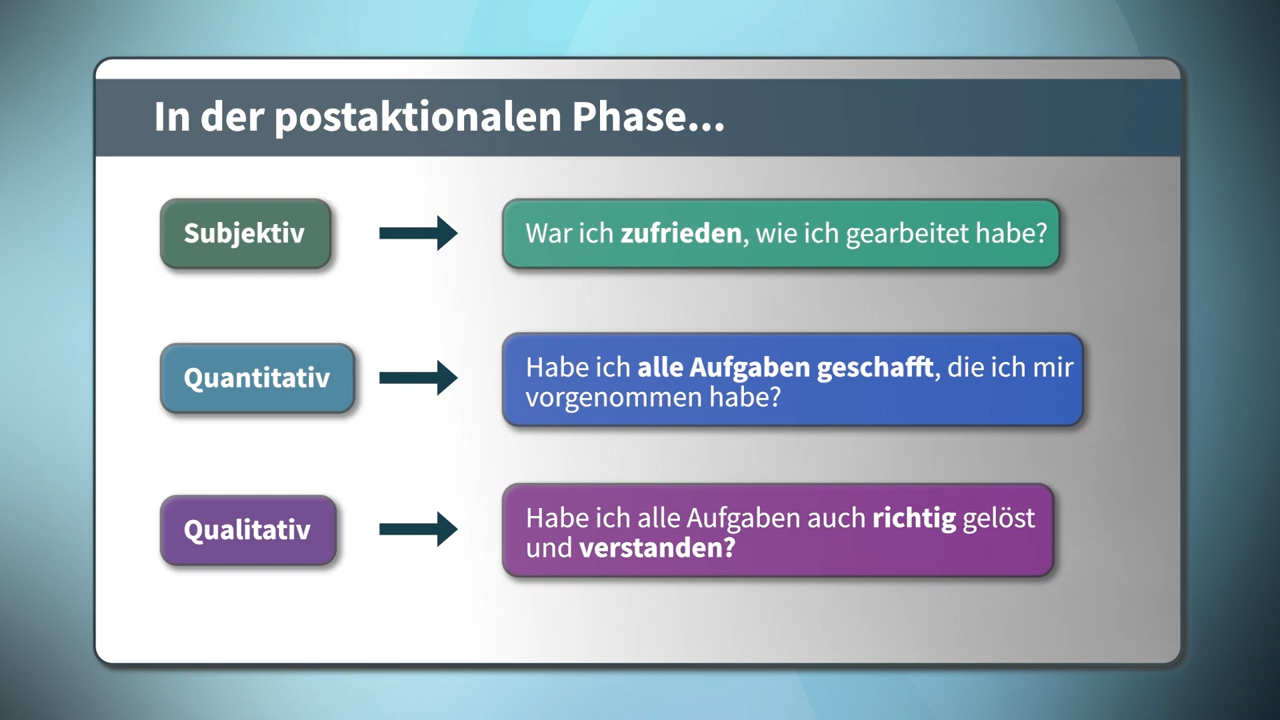 In der postaktionalen Phase...
Subjektiv
War ich zufrieden, wie ich gearbeitet habe?
Quantitativ
Habe ich alle Aufgaben geschafft, die ich mir
vorgenommen habe?
Qualitativ
Habe ich alle Aufgaben auch richtig gelöst
und verstanden?